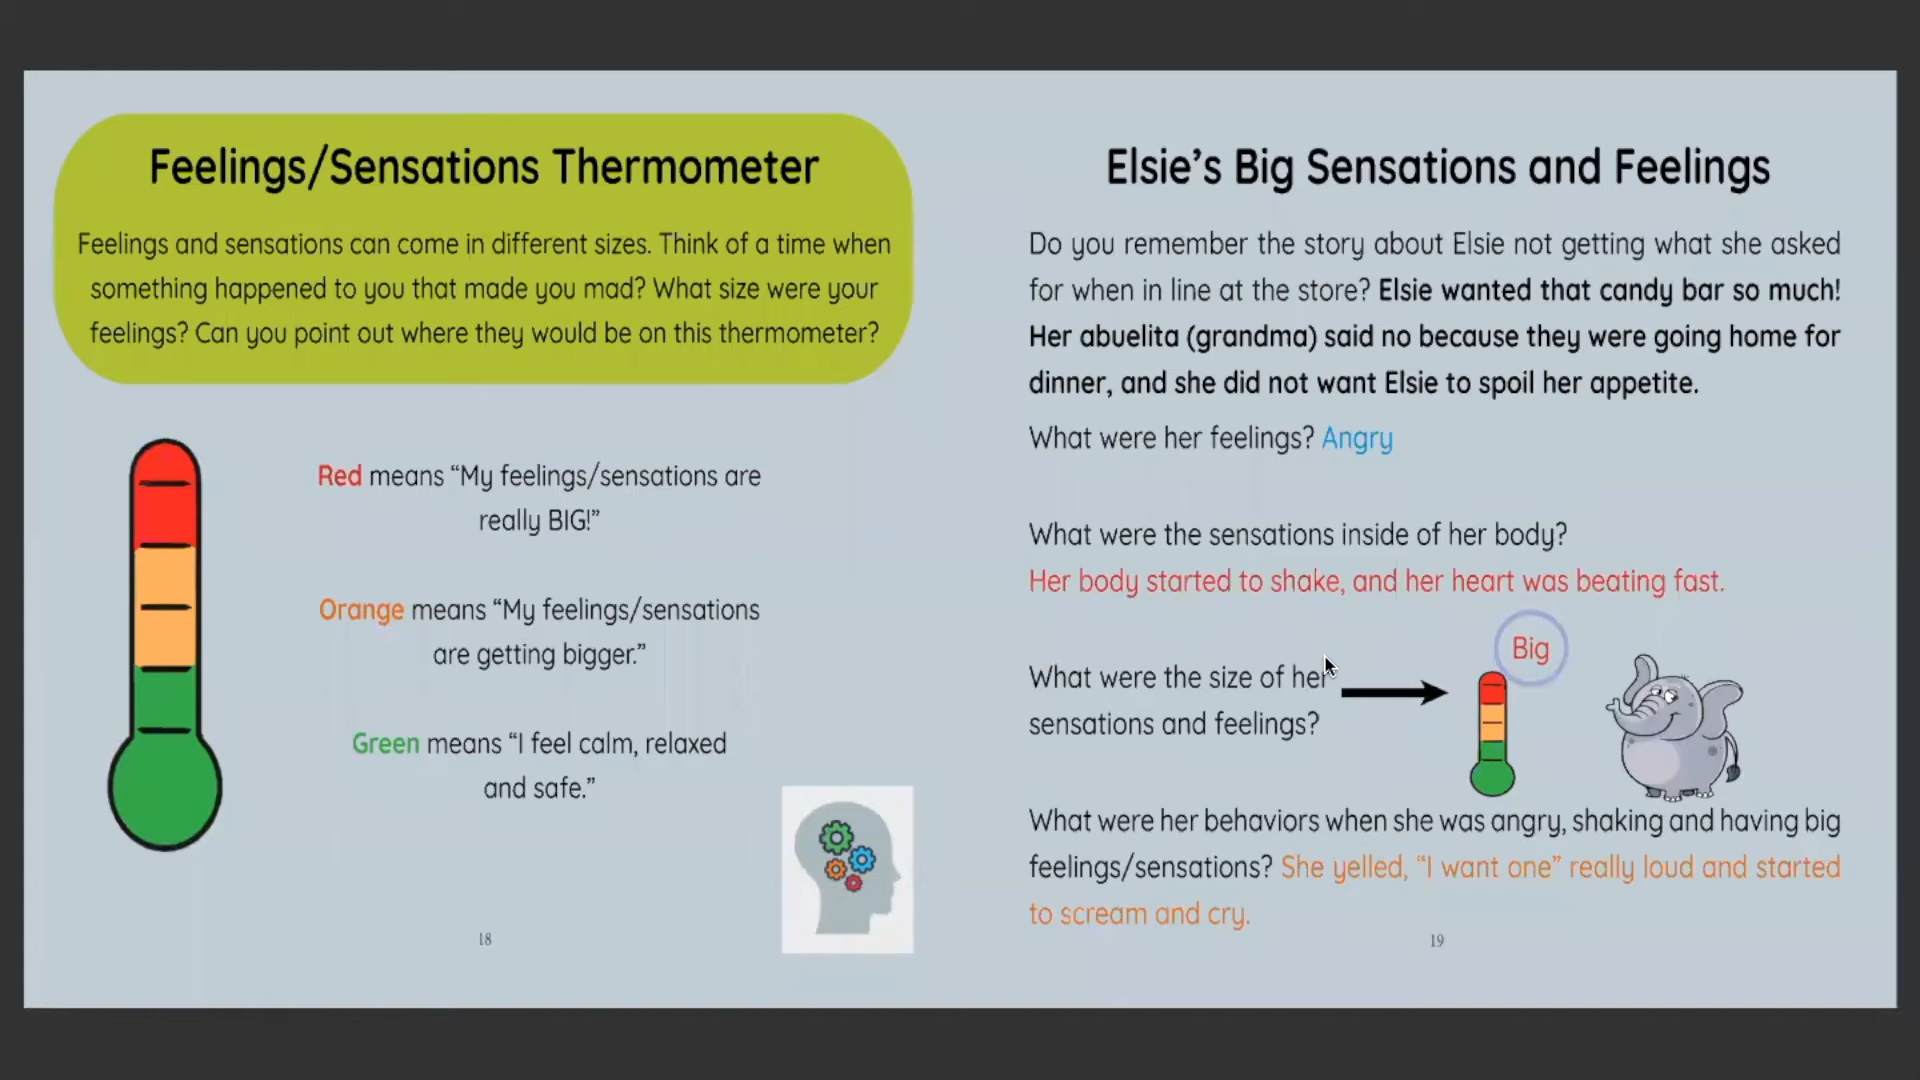 Feelings/Sensations Thermometer
Feelings and sensations can come in different sizes. Think of a time when
something happened to you that made you mad? What size were your
feelings? Can you point out where they would be on this thermometer?
Red means “My feelings/sensations are
really BIG!”
Orange means “My feelings/sensations
are getting bigger.”
Green means “I feel calm, relaxed
and safe.”
18
Elsie’s Big Sensations and Feelings
Do you remember the story about Elsie not getting what she asked
for when in line at the store? Elsie wanted that candy bar so much!
Her abuelita (grandma) said no because they were going home for
dinner, and she did not want Elsie to spoil her appetite.
What were her feelings? Angry
What were the sensations inside of her body?
Her body started to shake, and her heart was beating fast.
Big
What were the size of her
sensations and feelings?
What were her behaviors when she was angry, shaking and having big
feelings/sensations? She yelled, “I want one” really loud and started
to scream and cry.
19